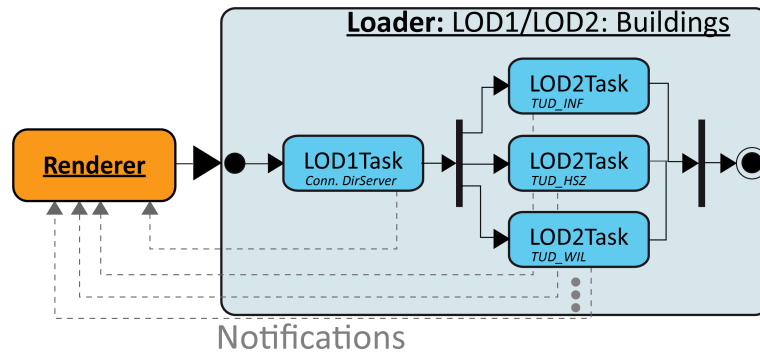 Loader: LOD1/LOD2: Buildings
LOD2Task
TUD_INF
Renderer
LOD1Task
Conn. DirServer
LOD2Task
TUD_HSZ
LOD2Task
TUD_WIL
Notifications